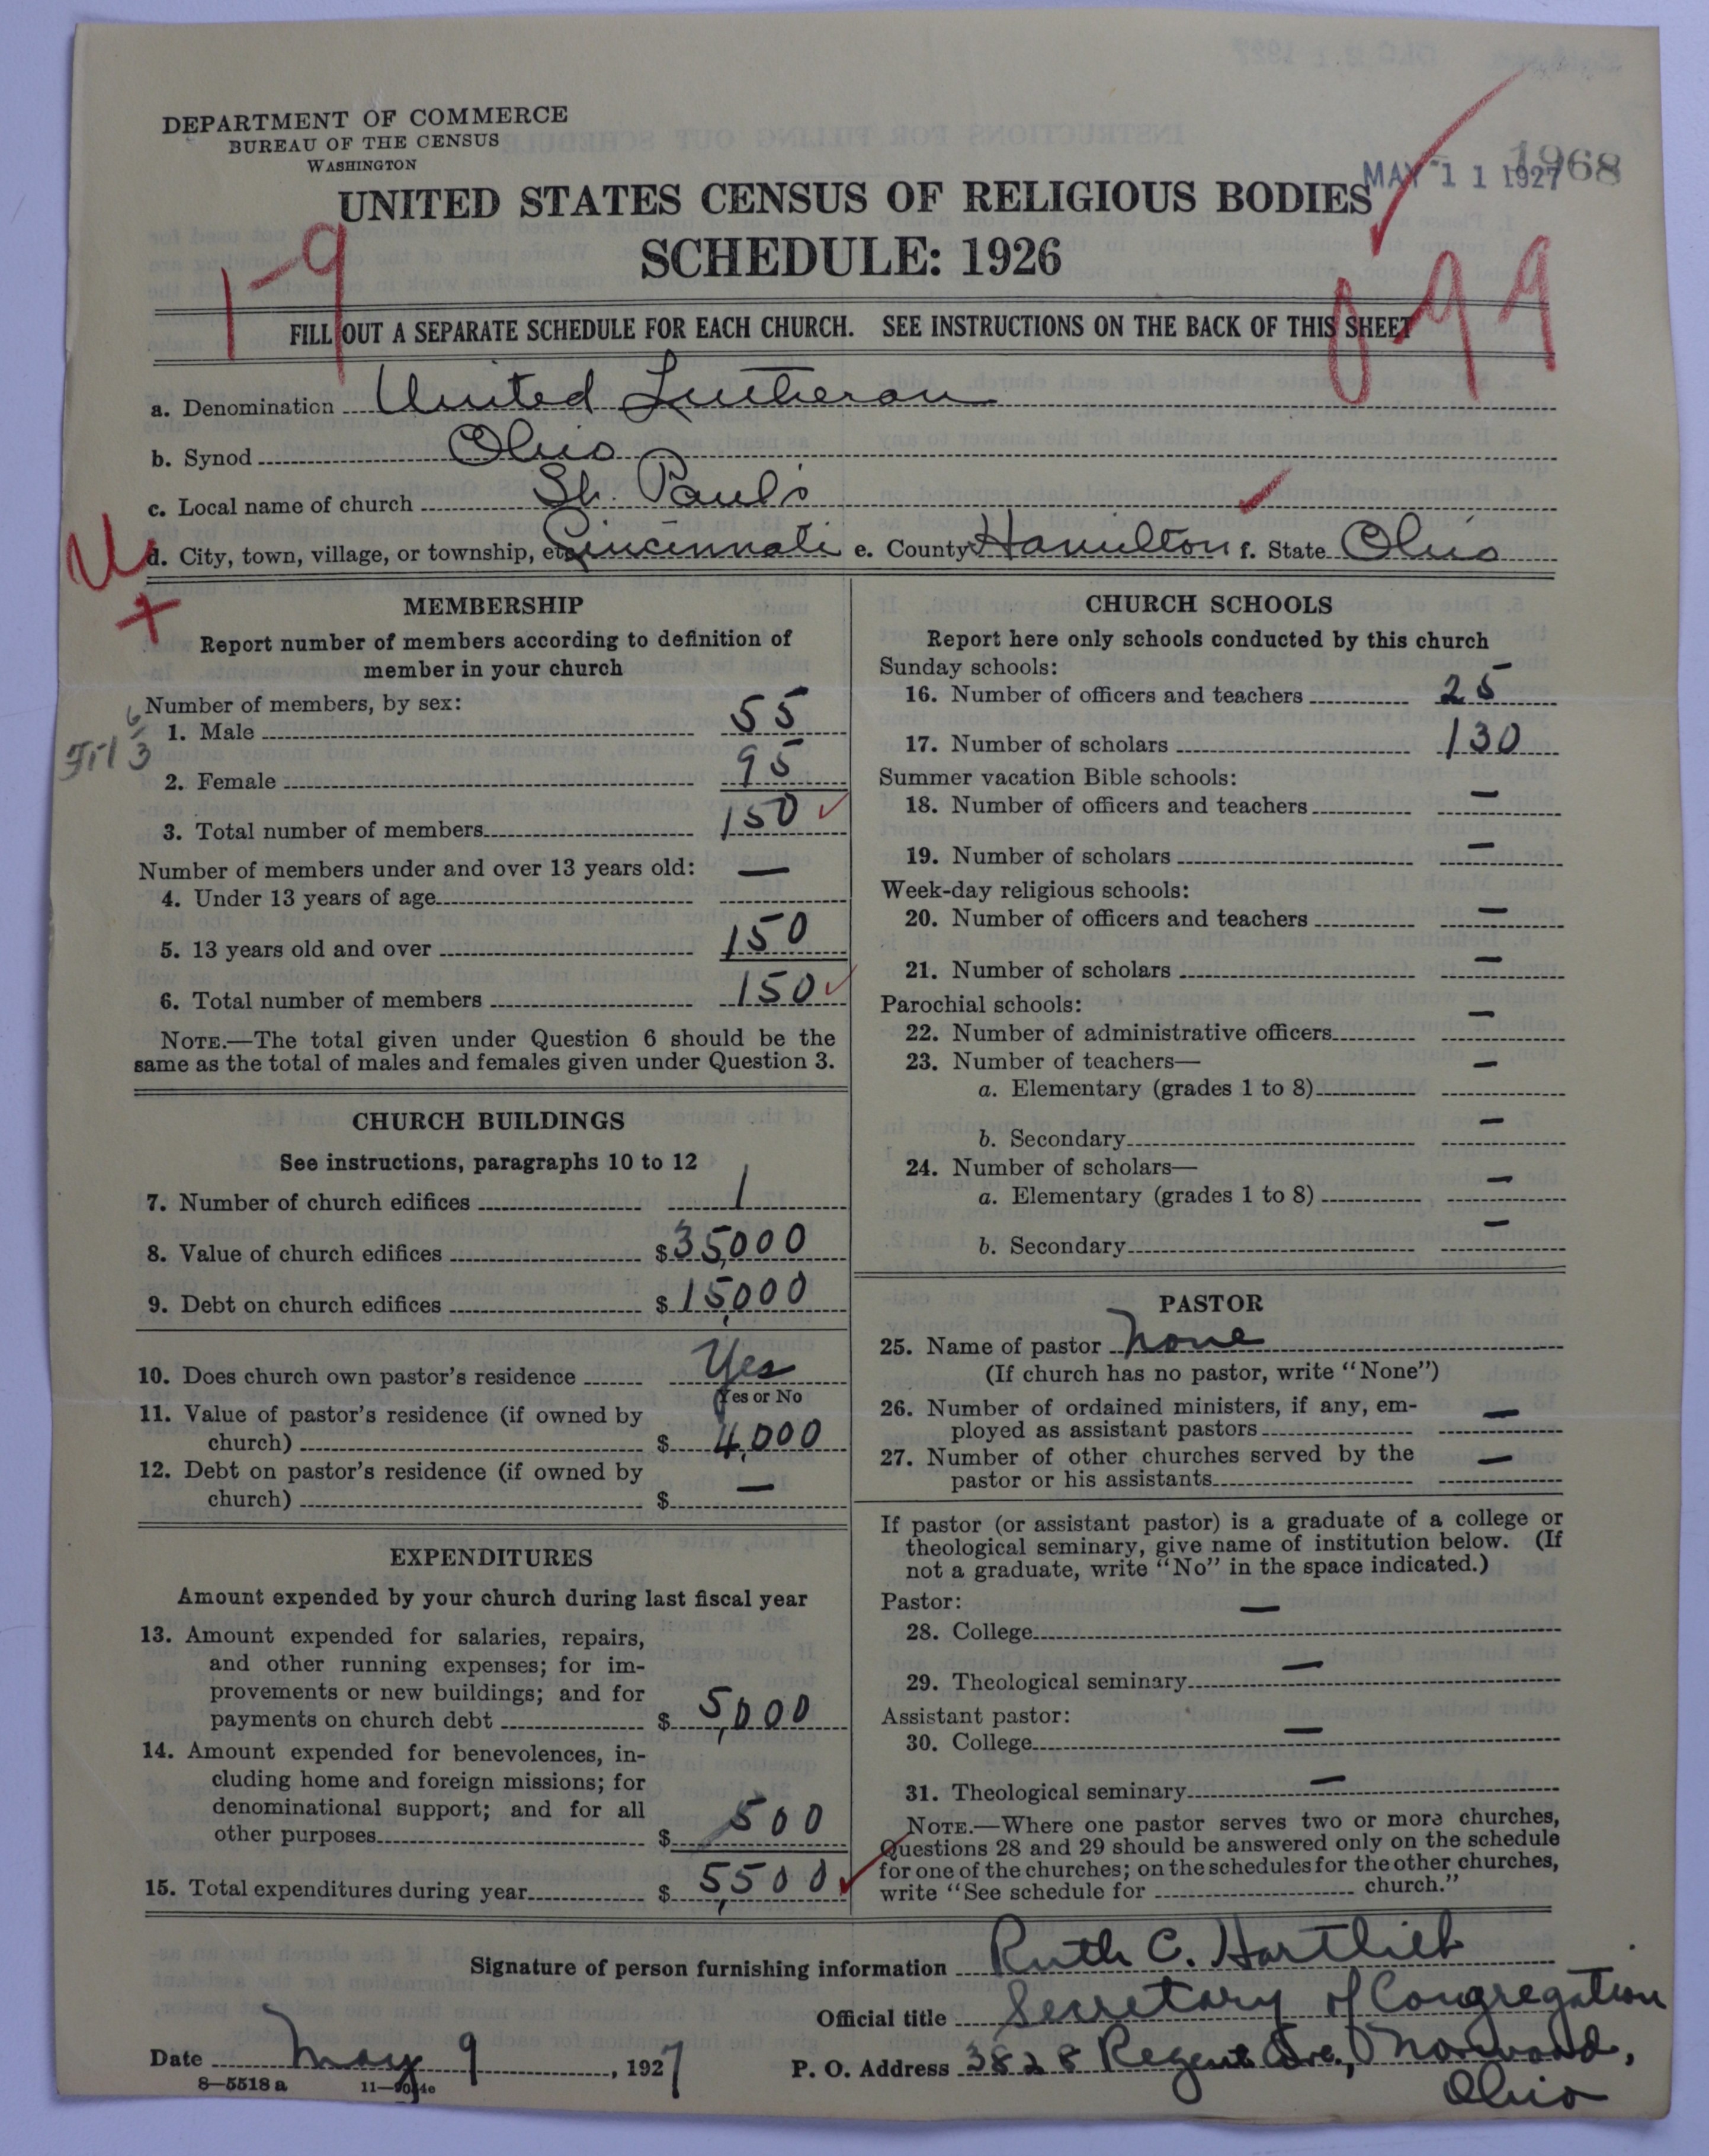 DEPARTMENT OF COMMERCE
BUREAU OF THE CENSUS
WASHINGTON
MAY 11 1927
1968
UNITED STATES CENSUS OF RELIGIOUS BODIES
SCHEDULE: 1926
1-9
099
FILL OUT A SEPARATE SCHEDULE FOR EACH CHURCH. SEE INSTRUCTIONS ON THE BACK OF THIS SHEET
a. Denomination United Lutheran
b. Synod Ohio
c. Local name of church St. Paul's
d. City, town, village, or township, etc. Cincinnati e. County Hamilton f. State Ohio
U
MEMBERSHIP
Report number of members according to definition of
member in your church
Number of members, by sex:
1. Male 55
2. Female 95
3. Total number of members 150
Number of members under and over 13 years old:
4. Under 13 years of age —
5. 13 years old and over 150
6. Total number of members 150
NOTE.—The total given under Question 6 should be the
same as the total of males and females given under Question 3.
CHURCH BUILDINGS
See instructions, paragraphs 10 to 12
7. Number of church edifices 1
8. Value of church edifices $35,000
9. Debt on church edifices $15,000
10. Does church own pastor's residence Yes
Yes or No
11. Value of pastor's residence (if owned by
church) $4,000
12. Debt on pastor's residence (if owned by
church) $ —
EXPENDITURES
Amount expended by your church during last fiscal year
13. Amount expended for salaries, repairs,
and other running expenses; for im-
provements or new buildings; and for
payments on church debt $5,000
14. Amount expended for benevolences, in-
cluding home and foreign missions; for
denominational support; and for all
other purposes $500
15. Total expenditures during year $5,500
CHURCH SCHOOLS
Report here only schools conducted by this church
Sunday schools:
16. Number of officers and teachers 25
17. Number of scholars 130
Summer vacation Bible schools:
18. Number of officers and teachers —
19. Number of scholars —
Week-day religious schools:
20. Number of officers and teachers —
21. Number of scholars —
Parochial schools:
22. Number of administrative officers —
23. Number of teachers—
a. Elementary (grades 1 to 8) —
b. Secondary —
24. Number of scholars—
a. Elementary (grades 1 to 8) —
b. Secondary —
PASTOR
25. Name of pastor None
(If church has no pastor, write "None")
26. Number of ordained ministers, if any, em-
ployed as assistant pastors —
27. Number of other churches served by the
pastor or his assistants —
If pastor (or assistant pastor) is a graduate of a college or
theological seminary, give name of institution below. (If
not a graduate, write "No" in the space indicated.)
Pastor:
28. College —
29. Theological seminary —
Assistant pastor:
30. College —
31. Theological seminary —
NOTE.—Where one pastor serves two or more churches,
Questions 28 and 29 should be answered only on the schedule
for one of the churches; on the schedules for the other churches,
write "See schedule for church."
Signature of person furnishing information Ruth C. Hartlieb
Official title Secretary of Congregation
Date May 9, 1927
P. O. Address 3828 Regent Ave., Norwood,
Ohio
8—5518a